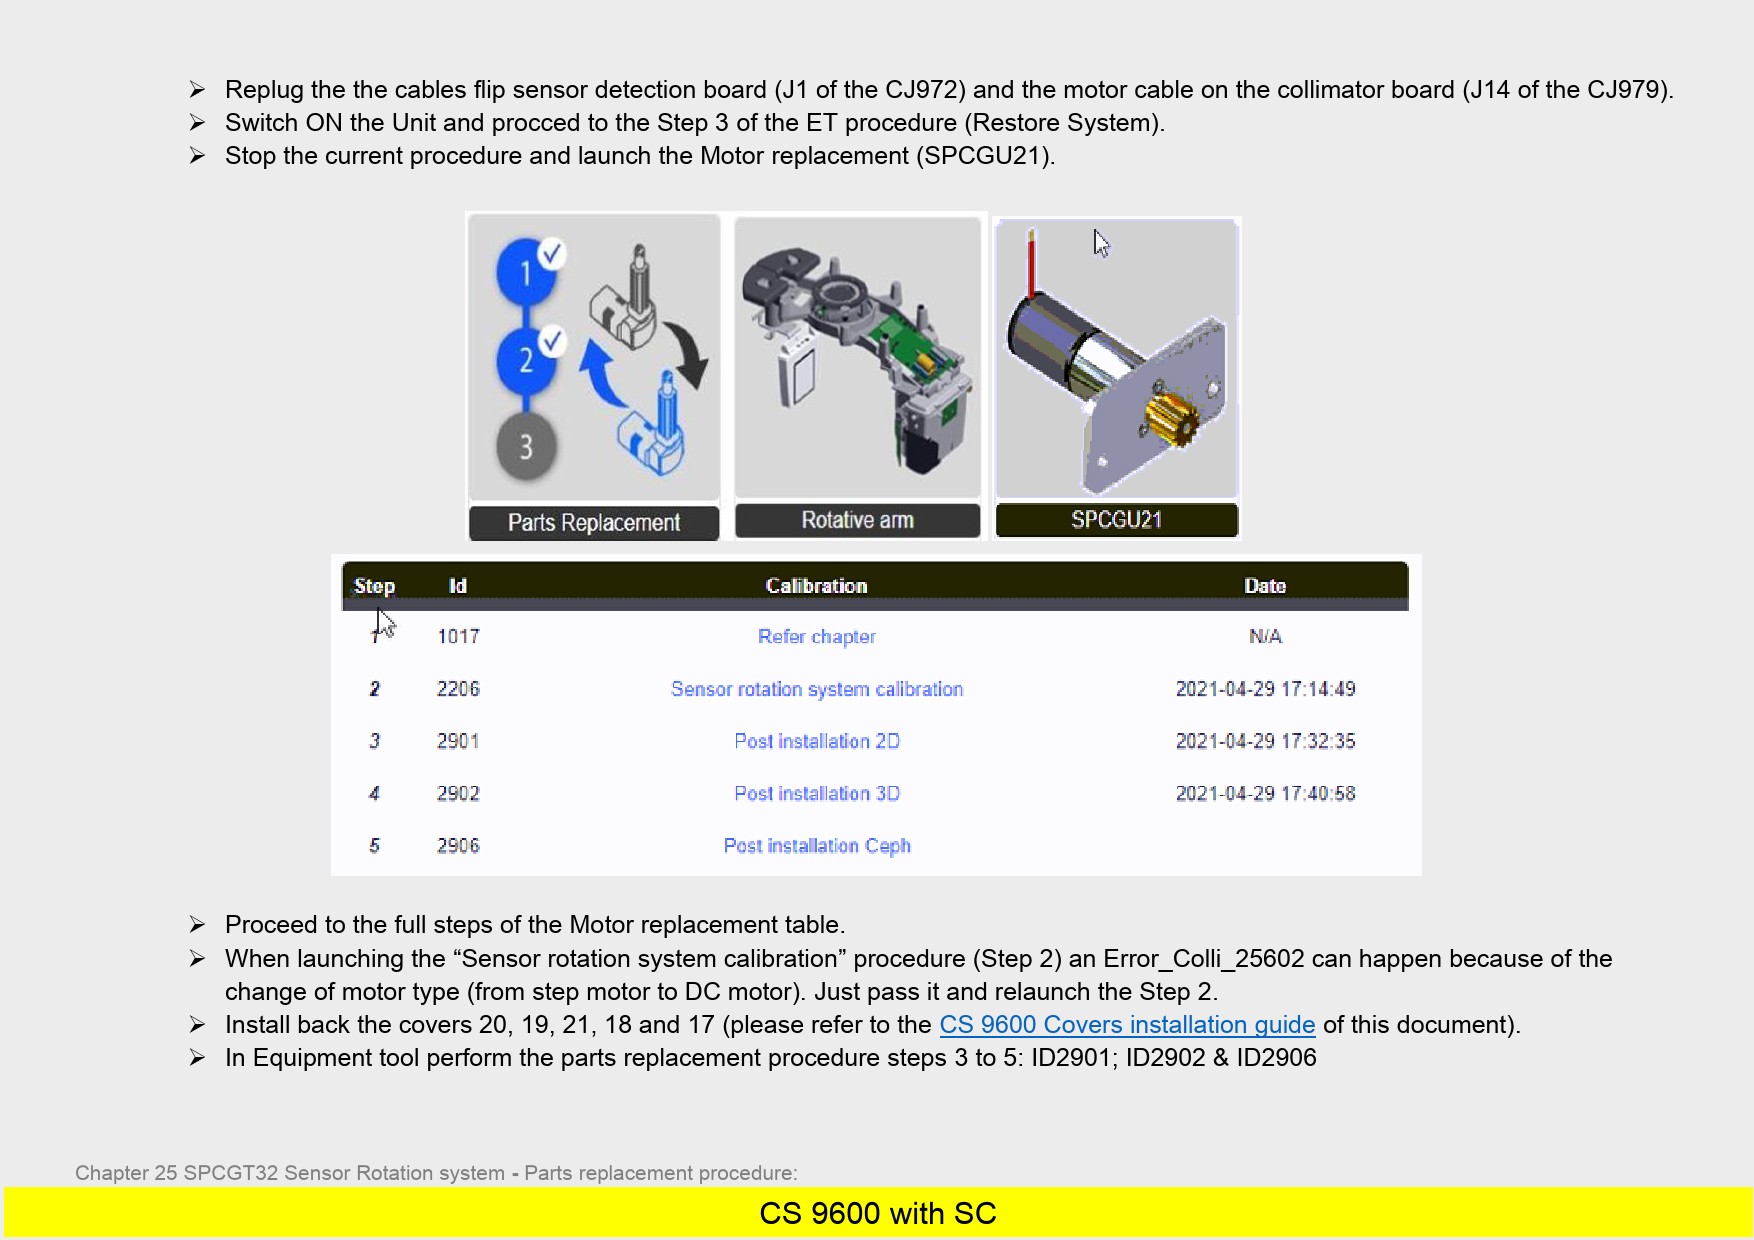 ➢ Replug the the cables flip sensor detection board (J1 of the CJ972) and the motor cable on the collimator board (J14 of the CJ979).
➢ Switch ON the Unit and procced to the Step 3 of the ET procedure (Restore System).
➢ Stop the current procedure and launch the Motor replacement (SPCGU21).
1
2
3
Parts Replacement
Rotative arm
SPCGU21
Step Id Calibration Date
1 1017 Refer chapter N/A
2 2206 Sensor rotation system calibration 2021-04-29 17:14:49
3 2901 Post installation 2D 2021-04-29 17:32:35
4 2902 Post installation 3D 2021-04-29 17:40:58
5 2906 Post installation Ceph
➢ Proceed to the full steps of the Motor replacement table.
➢ When launching the “Sensor rotation system calibration” procedure (Step 2) an Error_Colli_25602 can happen because of the
change of motor type (from step motor to DC motor). Just pass it and relaunch the Step 2.
➢ Install back the covers 20, 19, 21, 18 and 17 (please refer to the CS 9600 Covers installation guide of this document).
➢ In Equipment tool perform the parts replacement procedure steps 3 to 5: ID2901; ID2902 & ID2906
Chapter 25 SPCGT32 Sensor Rotation system - Parts replacement procedure:
CS 9600 with SC